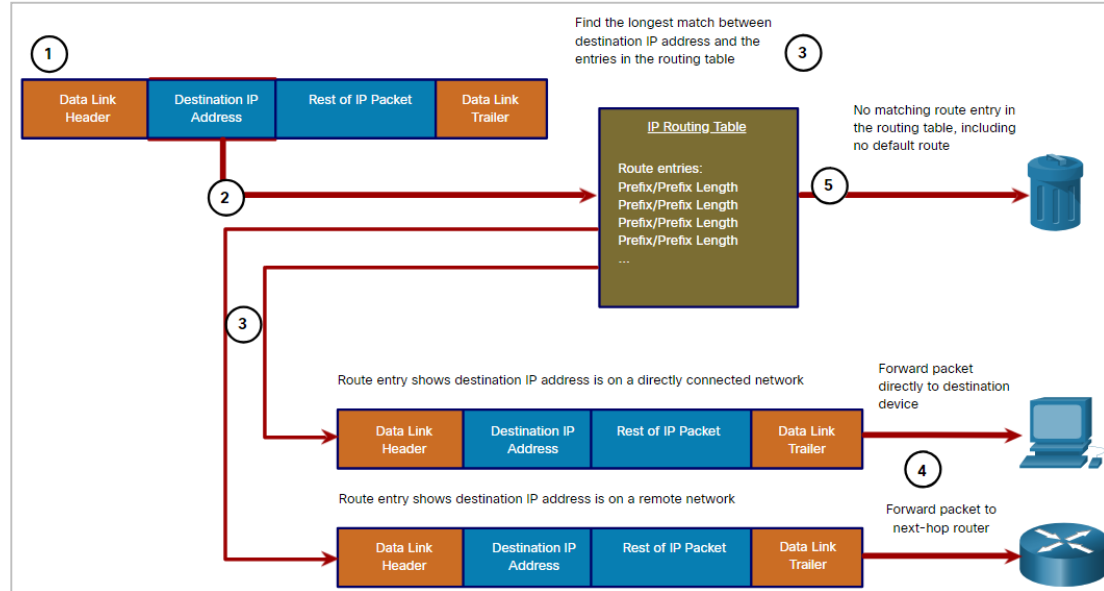 1
Data Link
Header
Destination IP
Address
Rest of IP Packet
Data Link
Trailer
Find the longest match between
destination IP address and the
entries in the routing table
3
2
IP Routing Table
Route entries:
Prefix/Prefix Length
Prefix/Prefix Length
Prefix/Prefix Length
Prefix/Prefix Length
...
5
No matching route entry in
the routing table, including
no default route
3
Route entry shows destination IP address is on a directly connected network
Data Link
Header
Destination IP
Address
Rest of IP Packet
Data Link
Trailer
Forward packet
directly to destination
device
4
Route entry shows destination IP address is on a remote network
Data Link
Header
Destination IP
Address
Rest of IP Packet
Data Link
Trailer
Forward packet to
next-hop router